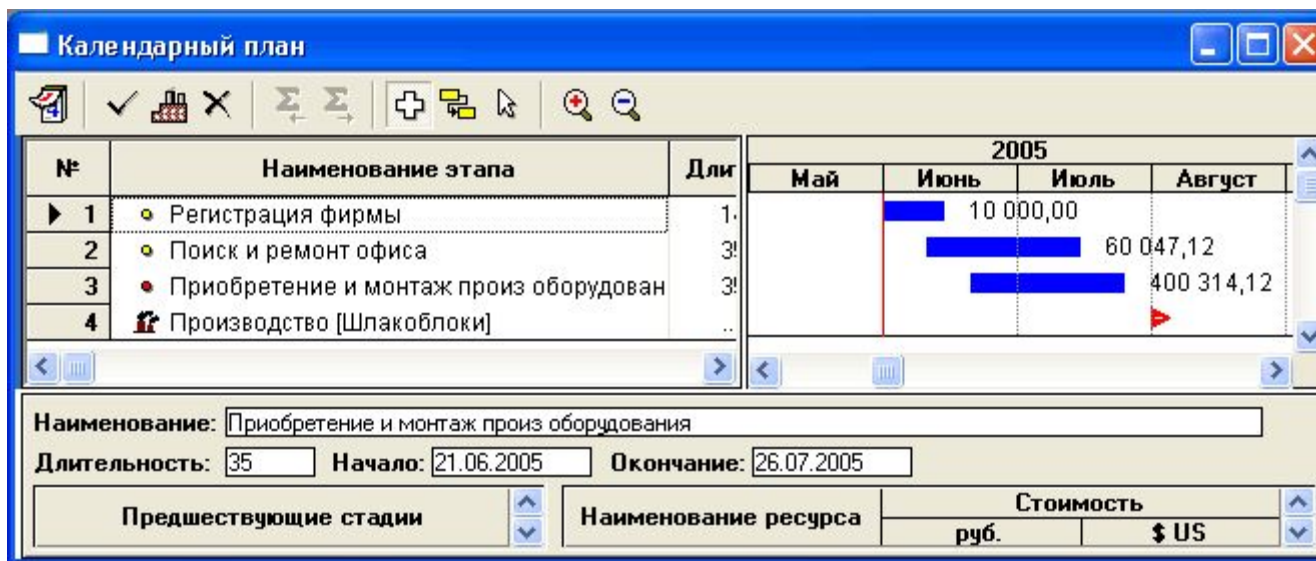 Календарный план
№ Наименование этапа Дли
2005
Май Июнь Июль Август
1 Регистрация фирмы 10 000,00
2 Поиск и ремонт офиса 60 047,12
3 Приобретение и монтаж произ оборудован 400 314,12
4 Производство [Шлакоблоки] ..
Наименование: Приобретение и монтаж произ оборудования
Длительность: 35 Начало: 21.06.2005 Окончание: 26.07.2005
Предшествующие стадии Наименование ресурса Стоимость
руб. $ US